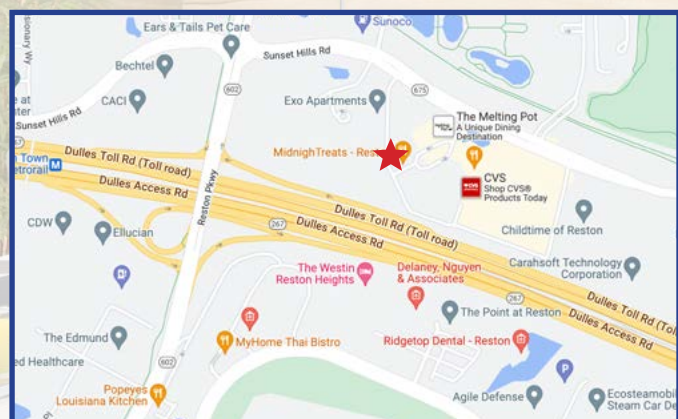 Ears & Tails Pet Care
Sunoco
Sunset Hills Rd
Bechtel
602
675
CACI
Exo Apartments
The Melting Pot
A Unique Dining
Destination
Sunset Hills Rd
MidnighTreats - Res
CVS
Shop CVS®
Products Today
Town
etrorail
M
Dulles Toll Rd (Toll road)
Dulles Access Rd
Reston Pkwy
Dulles Toll Rd (Toll road)
Dulles Access Rd
267
Childtime of Reston
CDW
Ellucian
The Westin
Reston Heights
Delaney, Nguyen
& Associates
Carahsoft Technology
Corporation
267
Dulles Toll Rd (To
Dulles Access Rd
The Point at Reston
The Edmund
MyHome Thai Bistro
Ridgetop Dental - Reston
ed Healthcare
602
P
Popeyes
Louisiana Kitchen
Agile Defense
Ecosteamobi
Steam Car De